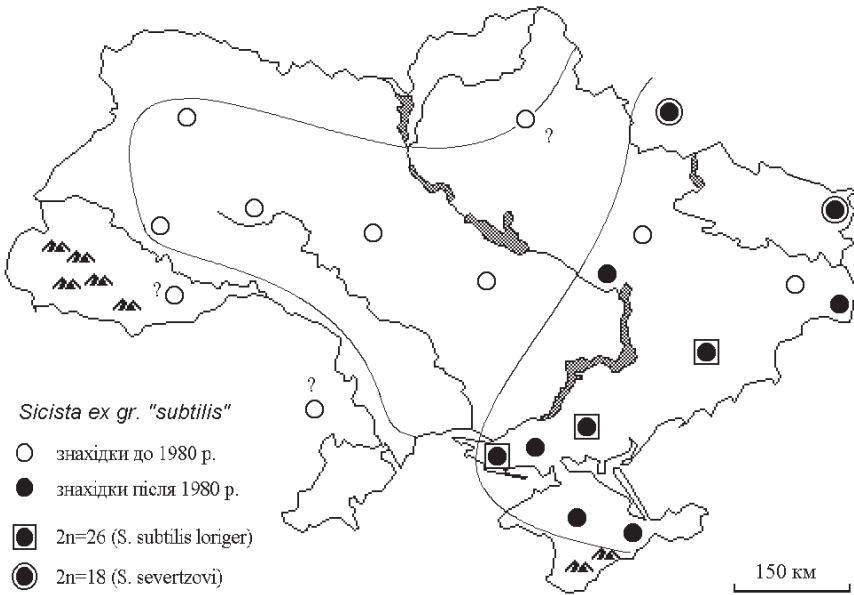 ?
?
?
Sicista ex gr. "subtilis"
знахідки до 1980 р.
знахідки після 1980 р.
2n=26 (S. subtilis loriger)
2n=18 (S. severtzovi)
150 км